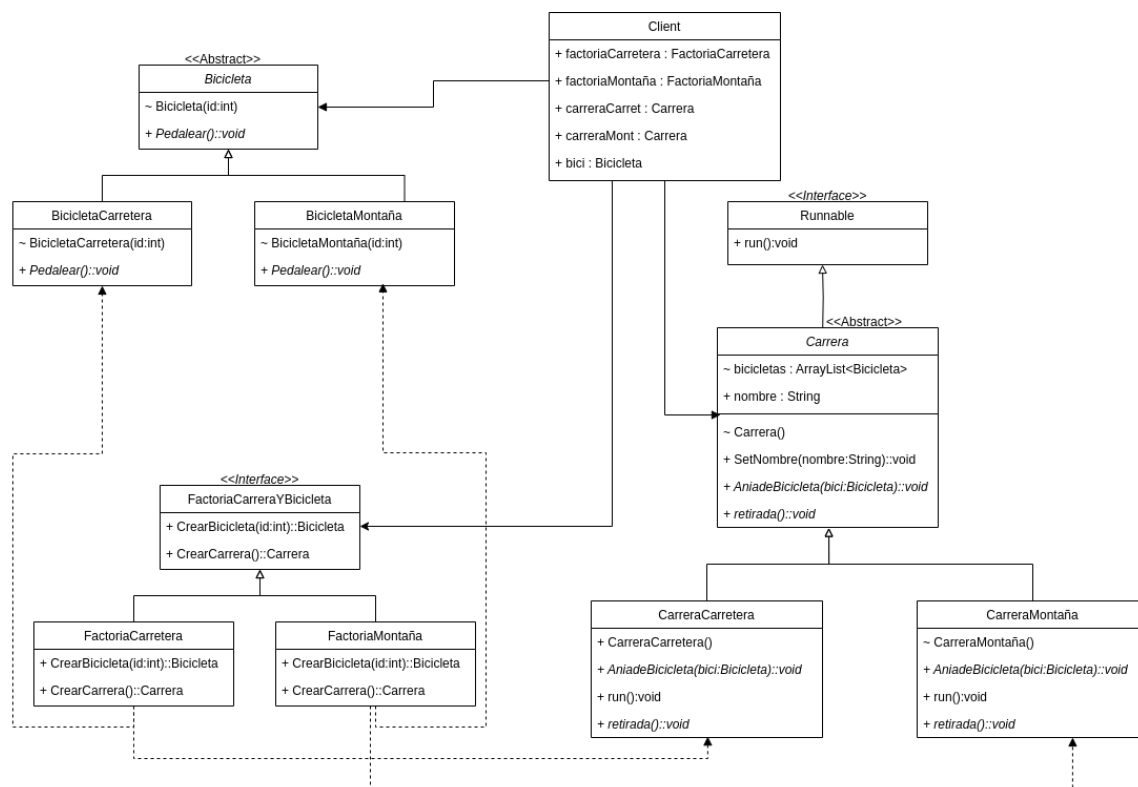 Client
+ factoriaCarretera : FactoriaCarretera
+ factoriaMontaña : FactoriaMontaña
+ carreraCarret : Carrera
+ carreraMont : Carrera
+ bici : Bicicleta
<<Abstract>>
Bicicleta
~ Bicicleta(id:int)
+ Pedalear()::void
BicicletaCarretera
~ BicicletaCarretera(id:int)
+ Pedalear()::void
BicicletaMontaña
~ BicicletaMontaña(id:int)
+ Pedalear()::void
<<Interface>>
Runnable
+ run():void
<<Abstract>>
Carrera
~ bicicletas : ArrayList<Bicicleta>
+ nombre : String
~ Carrera()
+ SetNombre(nombre:String)::void
+ AniadeBicicleta(bici:Bicicleta)::void
+ retirada()::void
<<Interface>>
FactoriaCarreraYBicicleta
+ CrearBicicleta(id:int)::Bicicleta
+ CrearCarrera()::Carrera
FactoriaCarretera
+ CrearBicicleta(id:int)::Bicicleta
+ CrearCarrera()::Carrera
FactoriaMontaña
+ CrearBicicleta(id:int)::Bicicleta
+ CrearCarrera()::Carrera
CarreraCarretera
+ CarreraCarretera()
+ AniadeBicicleta(bici:Bicicleta)::void
+ run():void
+ retirada()::void
CarreraMontaña
~ CarreraMontaña()
+ AniadeBicicleta(bici:Bicicleta)::void
+ run():void
+ retirada()::void